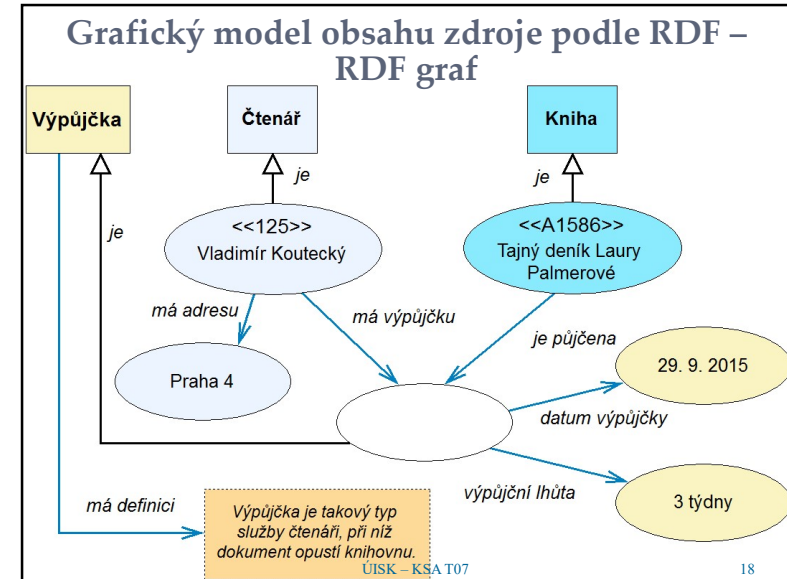 Grafický model obsahu zdroje podle RDF –
RDF graf
Výpůjčka
Čtenář
Kniha
je
je
je
<<125>>
Vladimír Koutecký
<<A1586>>
Tajný deník Laury
Palmerové
má adresu
má výpůjčku
je půjčena
Praha 4
29. 9. 2015
datum výpůjčky
výpůjční lhůta
3 týdny
má definici
Výpůjčka je takový typ
služby čtenáři, při níž
dokument opustí knihovnu.
ÚISK – KSA T07
18